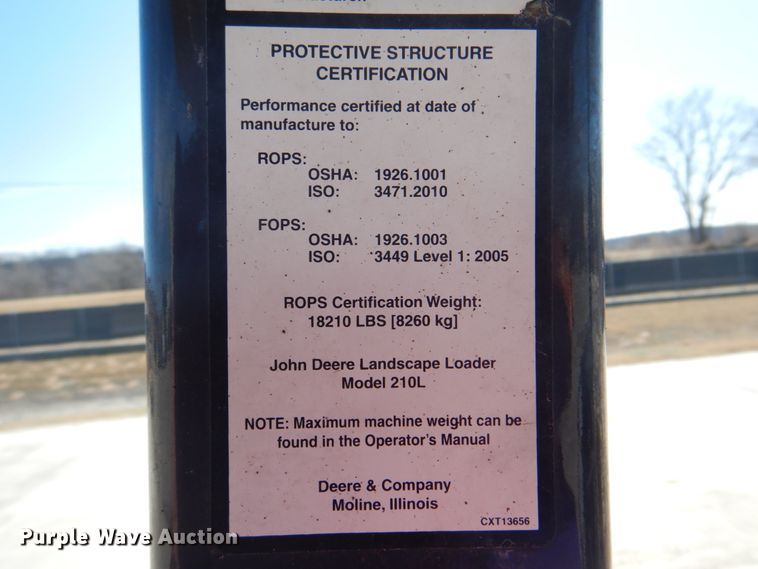 PROTECTIVE STRUCTURE
CERTIFICATION
Performance certified at date of
manufacture to:
ROPS:
OSHA: 1926.1001
ISO: 3471.2010
FOPS:
OSHA: 1926.1003
ISO: 3449 Level 1: 2005
ROPS Certification Weight:
18210 LBS [8260 kg]
John Deere Landscape Loader
Model 210L
NOTE: Maximum machine weight can be
found in the Operator's Manual
Deere & Company
Moline, Illinois
CXT13656
Purple Wave Auction